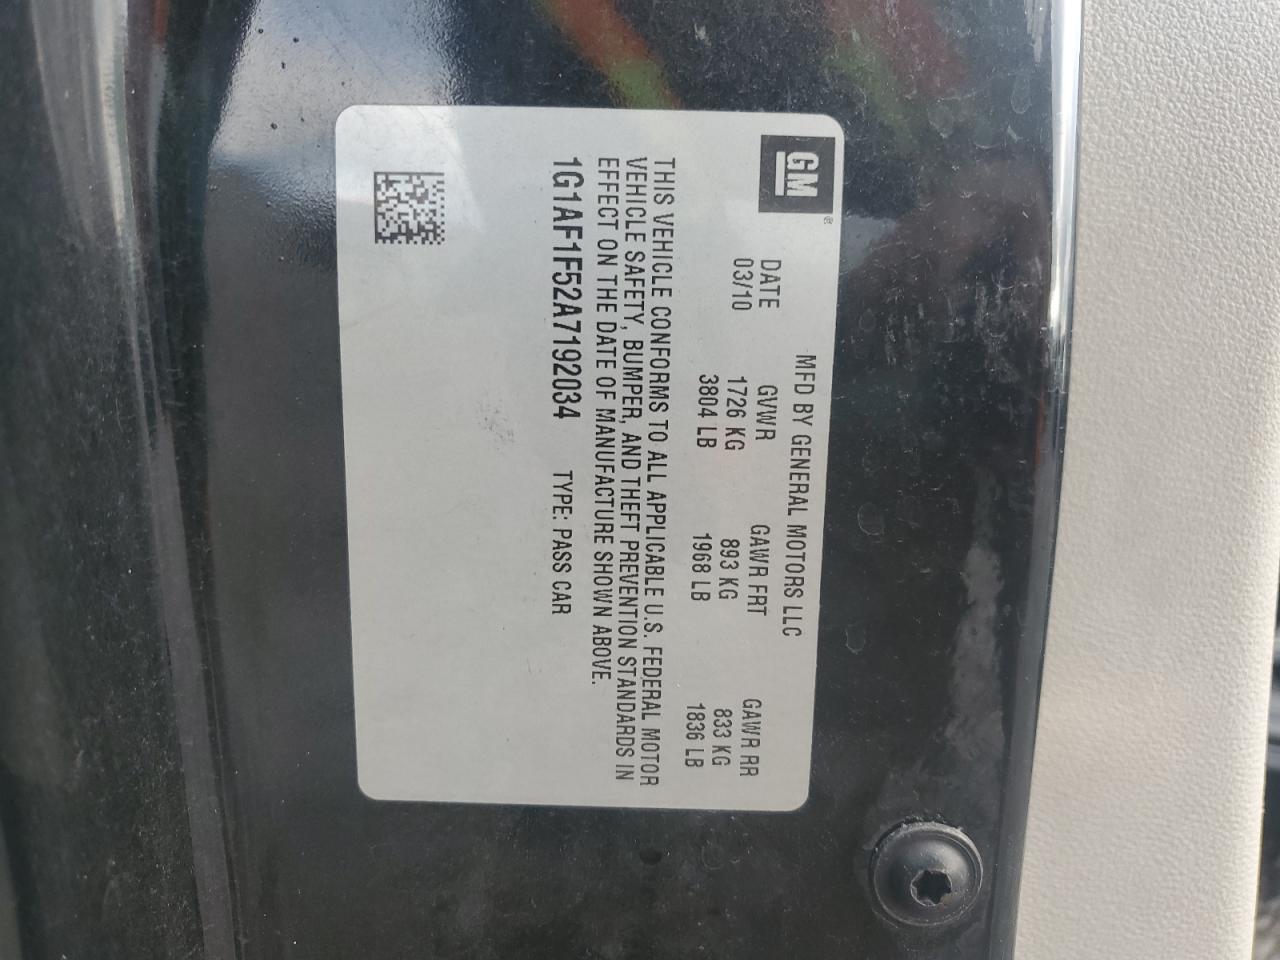 GM®
MFD BY GENERAL MOTORS LLC
DATE GVWR GAWR FRT GAWR RR
03/10 1726 KG 893 KG 833 KG
3804 LB 1968 LB 1836 LB
THIS VEHICLE CONFORMS TO ALL APPLICABLE U.S. FEDERAL MOTOR
VEHICLE SAFETY, BUMPER, AND THEFT PREVENTION STANDARDS IN
EFFECT ON THE DATE OF MANUFACTURE SHOWN ABOVE.
1G1AF1F52A7192034 TYPE: PASS CAR